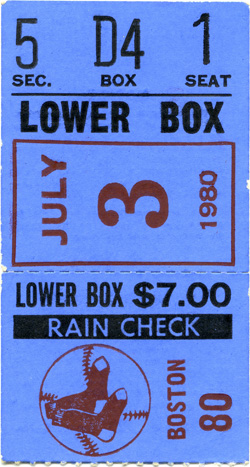 5 D4 1
SEC. BOX SEAT
LOWER BOX
JULY 3 1980
LOWER BOX $7.00
RAIN CHECK
BOSTON 80